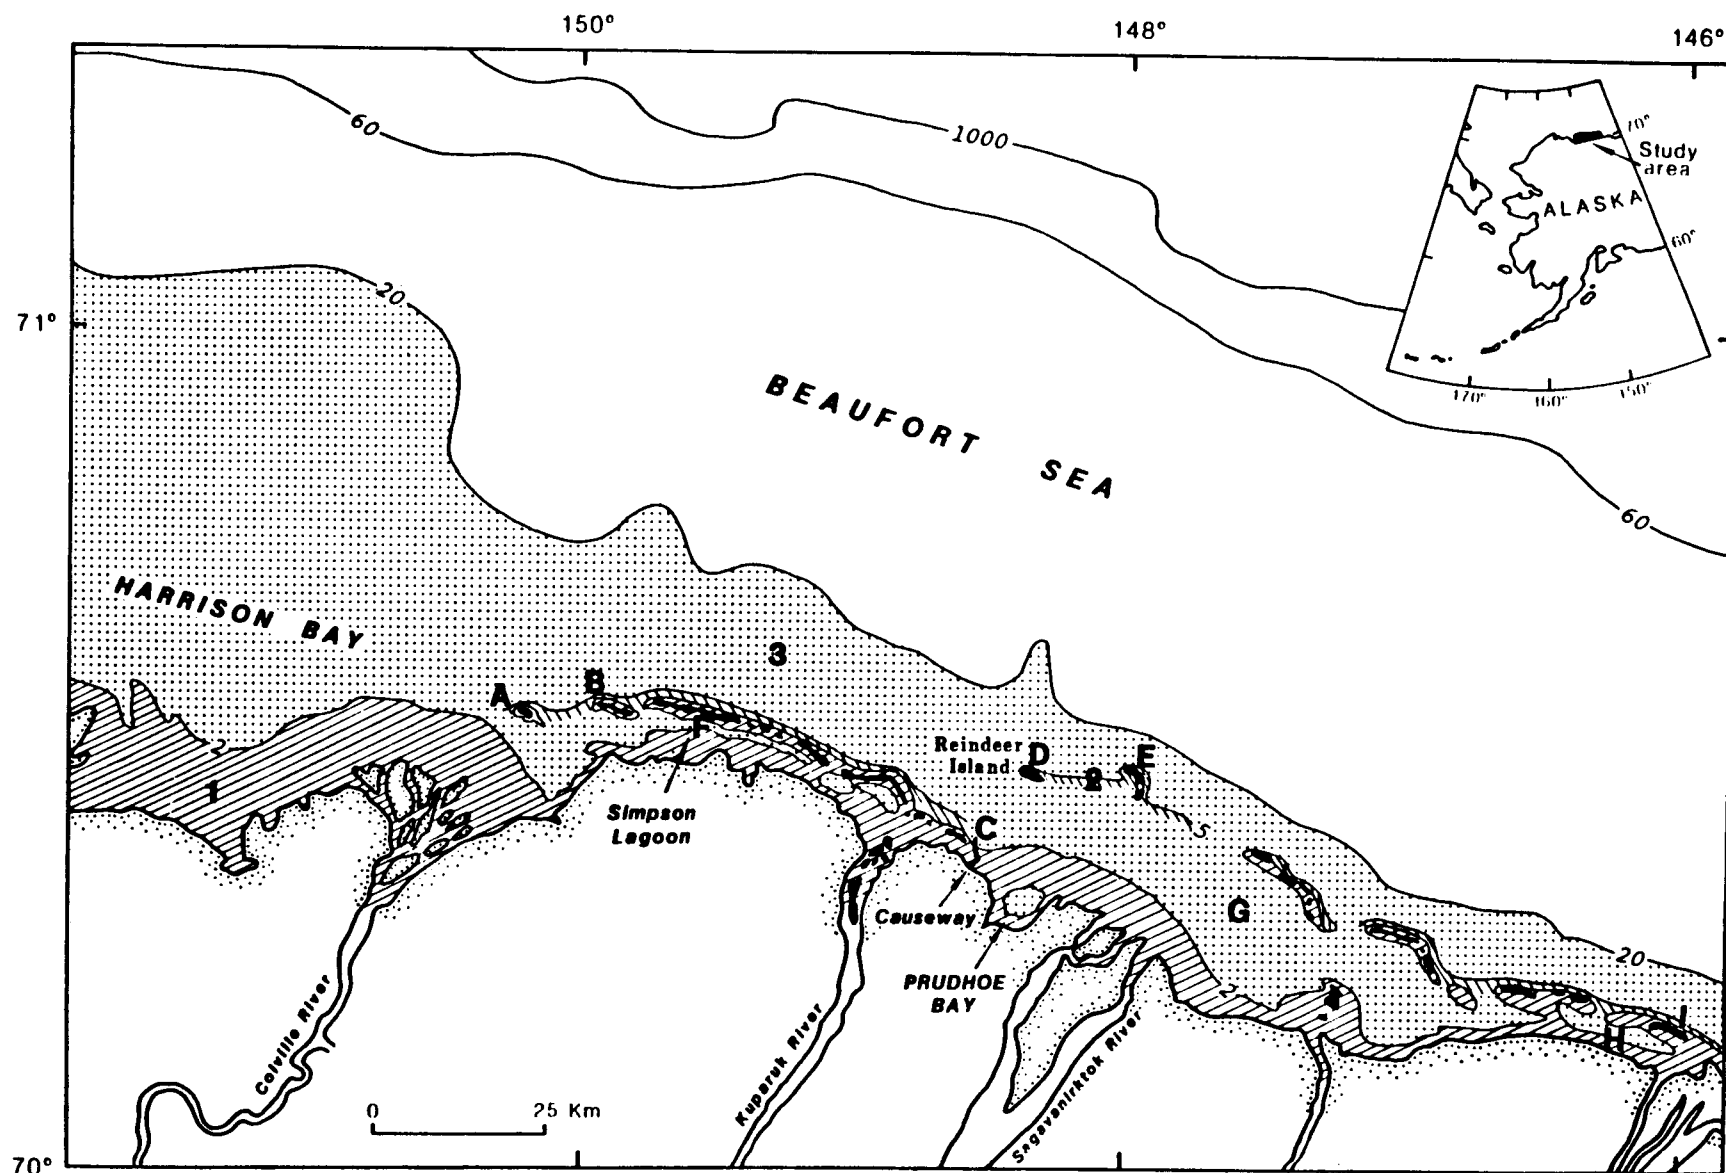 150°
148°
146°
60
1000
70°
Study
area
ALASKA
60°
20
71°
170°
160°
150°
BEAUFORT SEA
60
HARRISON BAY
3
A
B
2
F
Reindeer
Island
D
2
E
1
Simpson
Lagoon
5
C
Causeway
G
PRUDHOE
BAY
20
2
4
I
H
Colville River
Kuparuk River
Sagavanirktok River
0
25 Km
70°